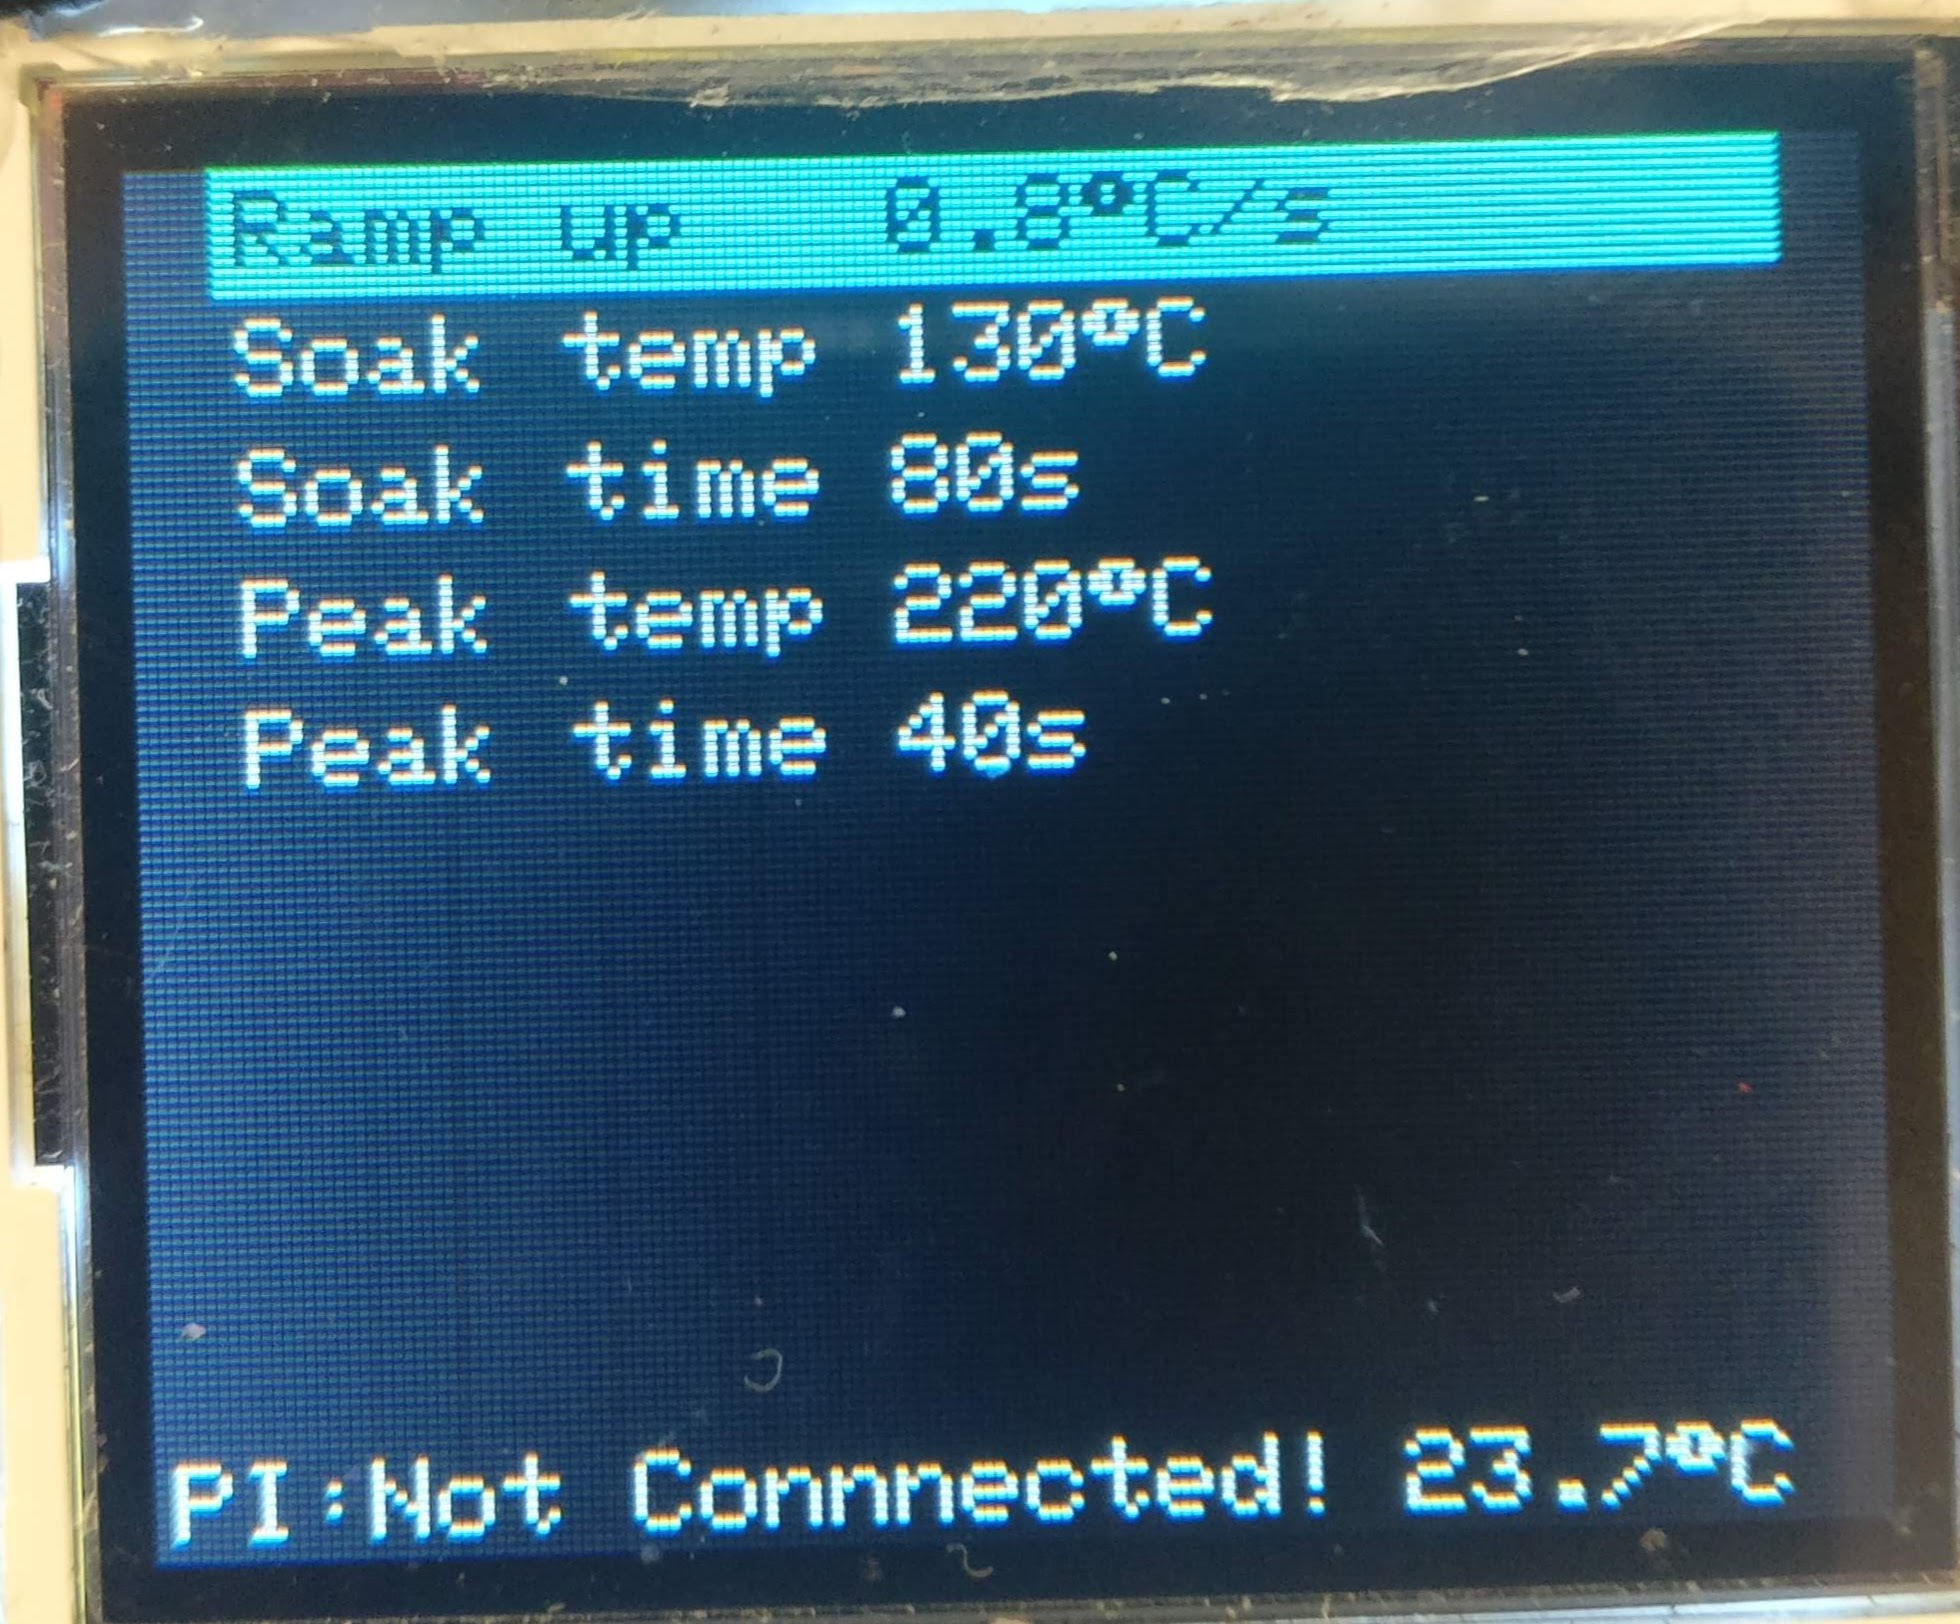 Ramp up 0.8°C/s
Soak temp 130°C
Soak time 80s
Peak temp 220°C
Peak time 40s
PI:Not Connnected! 23.7°C